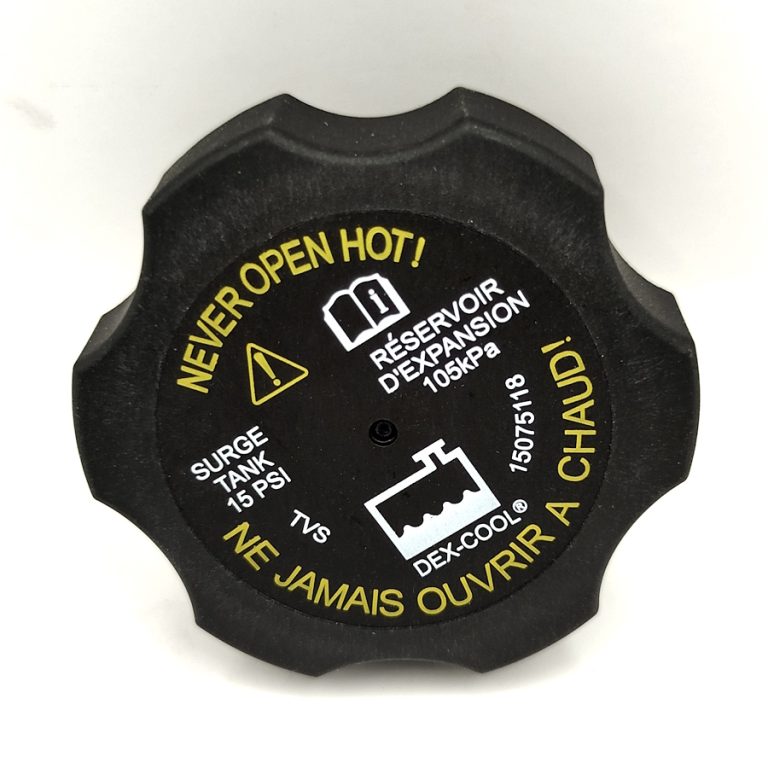 NEVER OPEN HOT!
i
RÉSERVOIR
D'EXPANSION
105kPa
15075118
SURGE
TANK
15 PSI
TVS
DEX-COOL®
NE JAMAIS OUVRIR A CHAUD!